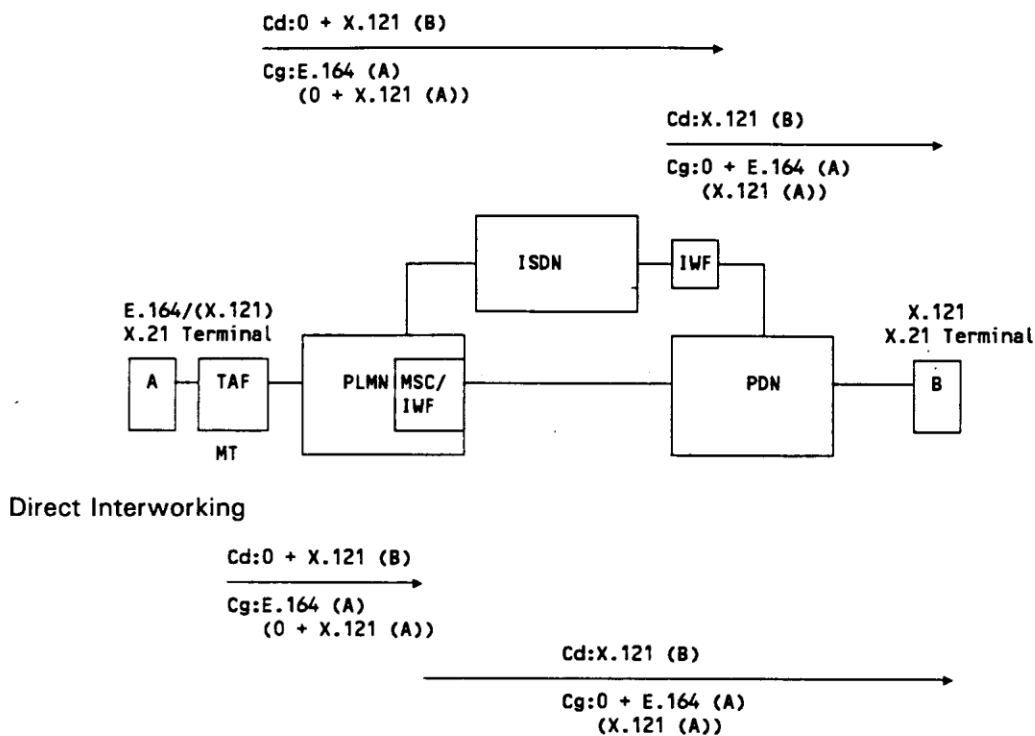 Cd:0 + X.121 (B)
Cg:E.164 (A)
(0 + X.121 (A))
Cd:X.121 (B)
Cg:0 + E.164 (A)
(X.121 (A))
ISDN
IWF
E.164/(X.121)
X.21 Terminal
X.121
X.21 Terminal
A
TAF
PLMN
MSC/
IWF
PDN
B
MT
Direct Interworking
Cd:0 + X.121 (B)
Cg:E.164 (A)
(0 + X.121 (A))
Cd:X.121 (B)
Cg:0 + E.164 (A)
(X.121 (A))